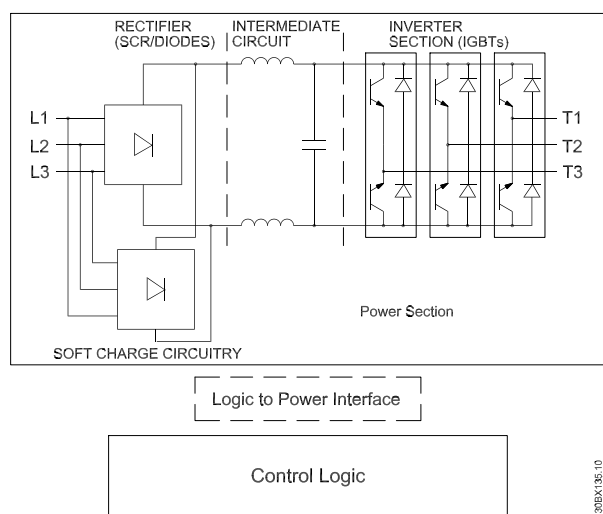 RECTIFIER
(SCR/DIODES)
INTERMEDIATE
CIRCUIT
INVERTER
SECTION (IGBTs)
L1
L2
L3
T1
T2
T3
Power Section
SOFT CHARGE CIRCUITRY
Logic to Power Interface
Control Logic
30BX135.10